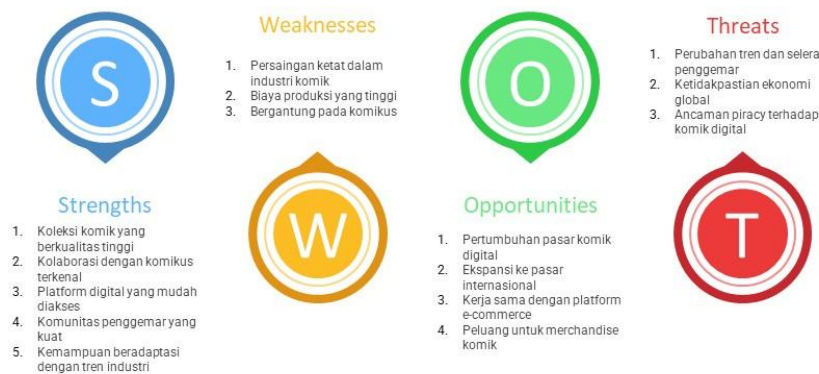 S
Strengths
1. Koleksi komik yang
berkualitas tinggi
2. Kolaborasi dengan komikus
terkenal
3. Platform digital yang mudah
diakses
4. Komunitas penggemar yang
kuat
5. Kemampuan beradaptasi
dengan tren industri
Weaknesses
1. Persaingan ketat dalam
industri komik
2. Biaya produksi yang tinggi
3. Bergantung pada komikus
W
O
Opportunities
1. Pertumbuhan pasar komik
digital
2. Ekspansi ke pasar
internasional
3. Kerja sama dengan platform
e-commerce
4. Peluang untuk merchandise
komik
Threats
1. Perubahan tren dan selera
penggemar
2. Ketidakpastian ekonomi
global
3. Ancaman piracy terhadap
komik digital
T